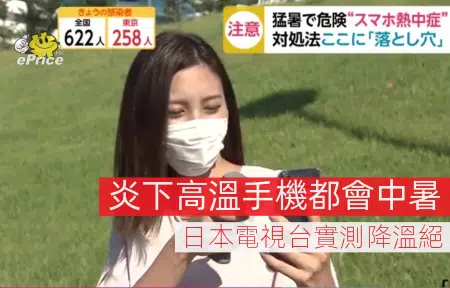 きょうの感染者
全国 東京
622人 258人
ePrice
注意
猛暑で危険"スマホ熱中症"
対処法ここに「落とし穴」
炎下高溫手機都會中暑
日本電視台實測降溫絕